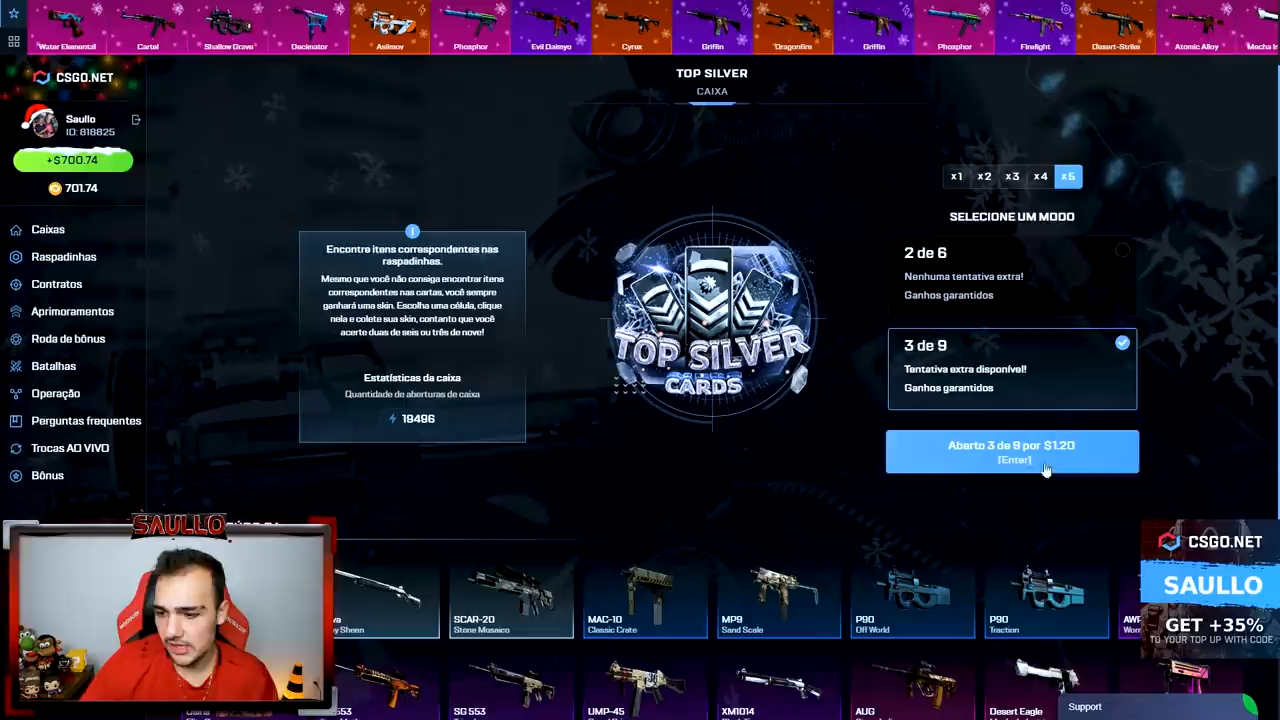 Water Elemental
Cartel
Shallow Grave
Decimator
Asiimov
Phosphor
Evil Daimyo
Cyrex
Griffin
Dragonfire
Griffin
Phosphor
Firefight
Desert-Strike
Atomic Alloy
CSGO.NET
TOP SILVER
CAIXA
Saullo
ID: 818825
+$700.74
701.74
x1 x2 x3 x4 x5
SELECIONE UM MODO
Caixas
Raspadinhas
Contratos
Aprimoramentos
Roda de bônus
Batalhas
Operação
Perguntas frequentes
Trocas AO VIVO
Bônus
Encontre itens correspondentes nas
raspadinhas.
Mesmo que você não consiga encontrar itens
correspondentes nas cartas, você sempre
ganhará uma skin. Escolha uma célula, clique
nela e colete sua skin, contanto que você
acerte duas de seis ou três de nove!
Estatísticas da caixa
Quantidade de aberturas de caixa
19496
TOP SILVER
CARDS
2 de 6
Nenhuma tentativa extra!
Ganhos garantidos
3 de 9
Tentativa extra disponível!
Ganhos garantidos
Aberto 3 de 9 por $1.20
[Enter]
SAULLO
SCAR-20
Stone Mosaico
MAC-10
Classic Crate
MP9
Sand Scale
P90
Off World
P90
Traction
553
SG 553
UMP-45
XM1014
AUG
Desert Eagle
CSGO.NET
SAULLO
GET +35%
TO YOUR TOP UP WITH CODE
Support